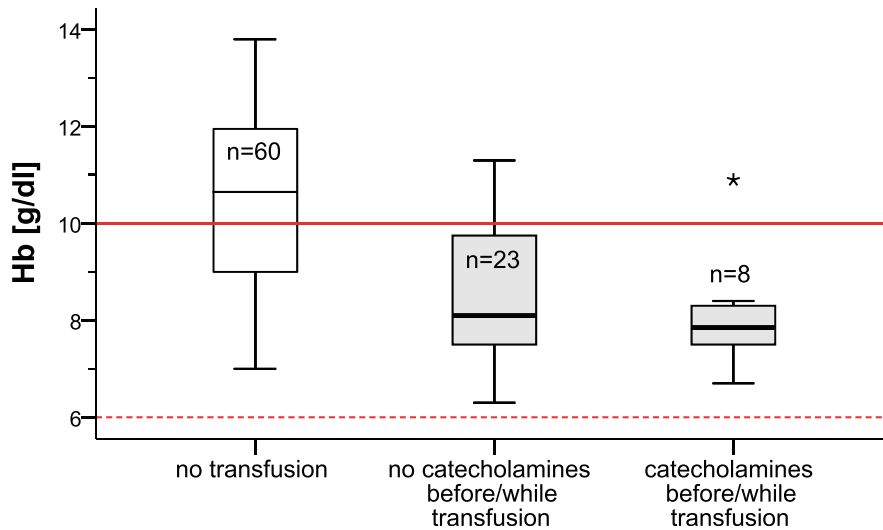 Hb [g/dl]
14
12
10
8
6
n=60
n=23
n=8
*
no transfusion
no catecholamines
before/while
transfusion
catecholamines
before/while
transfusion